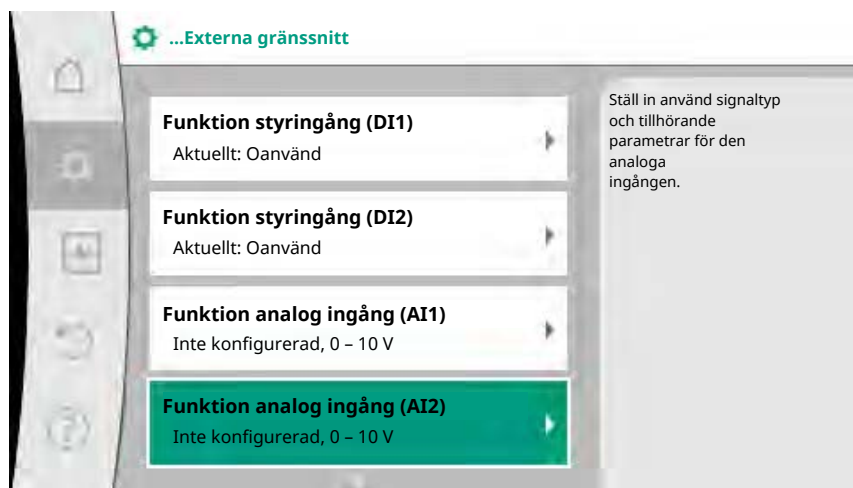 ...Externa gränssnitt
Funktion styringång (DI1)
Aktuellt: Oanvänd
Funktion styringång (DI2)
Aktuellt: Oanvänd
Funktion analog ingång (AI1)
Inte konfigurerad, 0 – 10 V
Funktion analog ingång (AI2)
Inte konfigurerad, 0 – 10 V
Ställ in använd signaltyp
och tillhörande
parametrar för den
analoga
ingången.